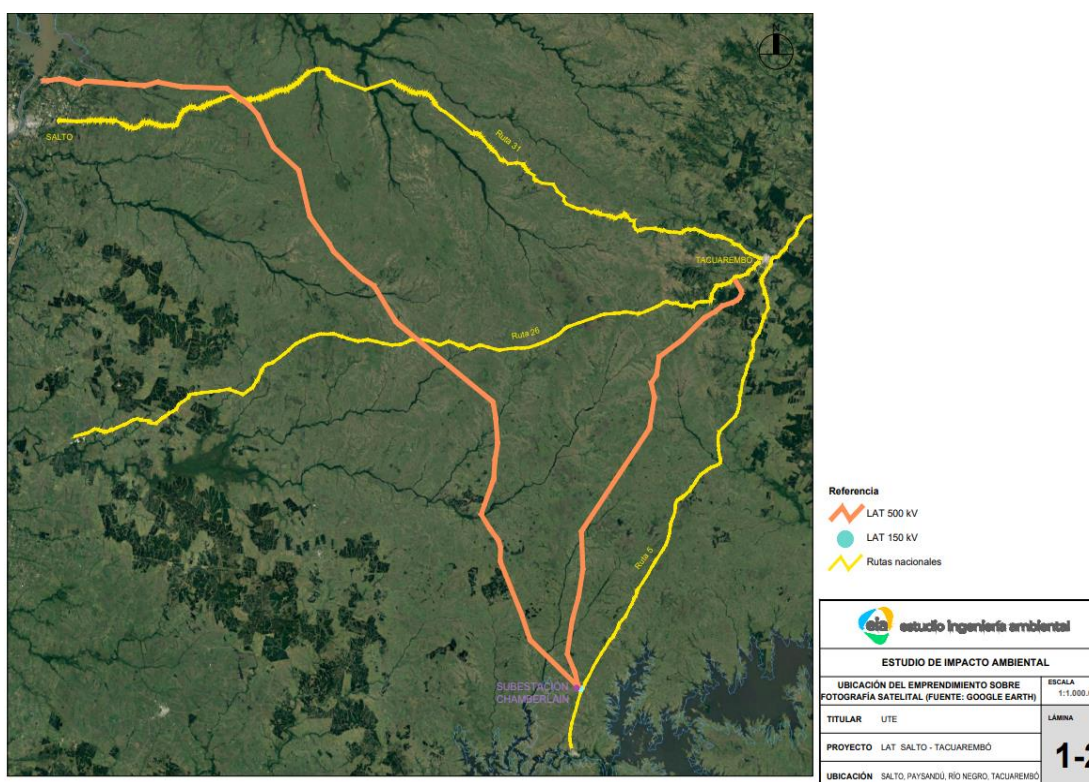 SALTO
Ruta 31
TACUAREMBÓ
Ruta 26
Ruta 5
SUBESTACIÓN
CHAMBERLAIN
Referencia
LAT 500 kV
LAT 150 kV
Rutas nacionales
eia estudio ingeniería ambiental
ESTUDIO DE IMPACTO AMBIENTAL
UBICACIÓN DEL EMPRENDIMIENTO SOBRE
FOTOGRAFÍA SATELITAL (FUENTE: GOOGLE EARTH)
ESCALA
TITULAR UTE
LÁMINA
PROYECTO LAT SALTO - TACUAREMBÓ
UBICACIÓN SALTO, PAYSANDÚ, RÍO NEGRO, TACUAREMBÓ